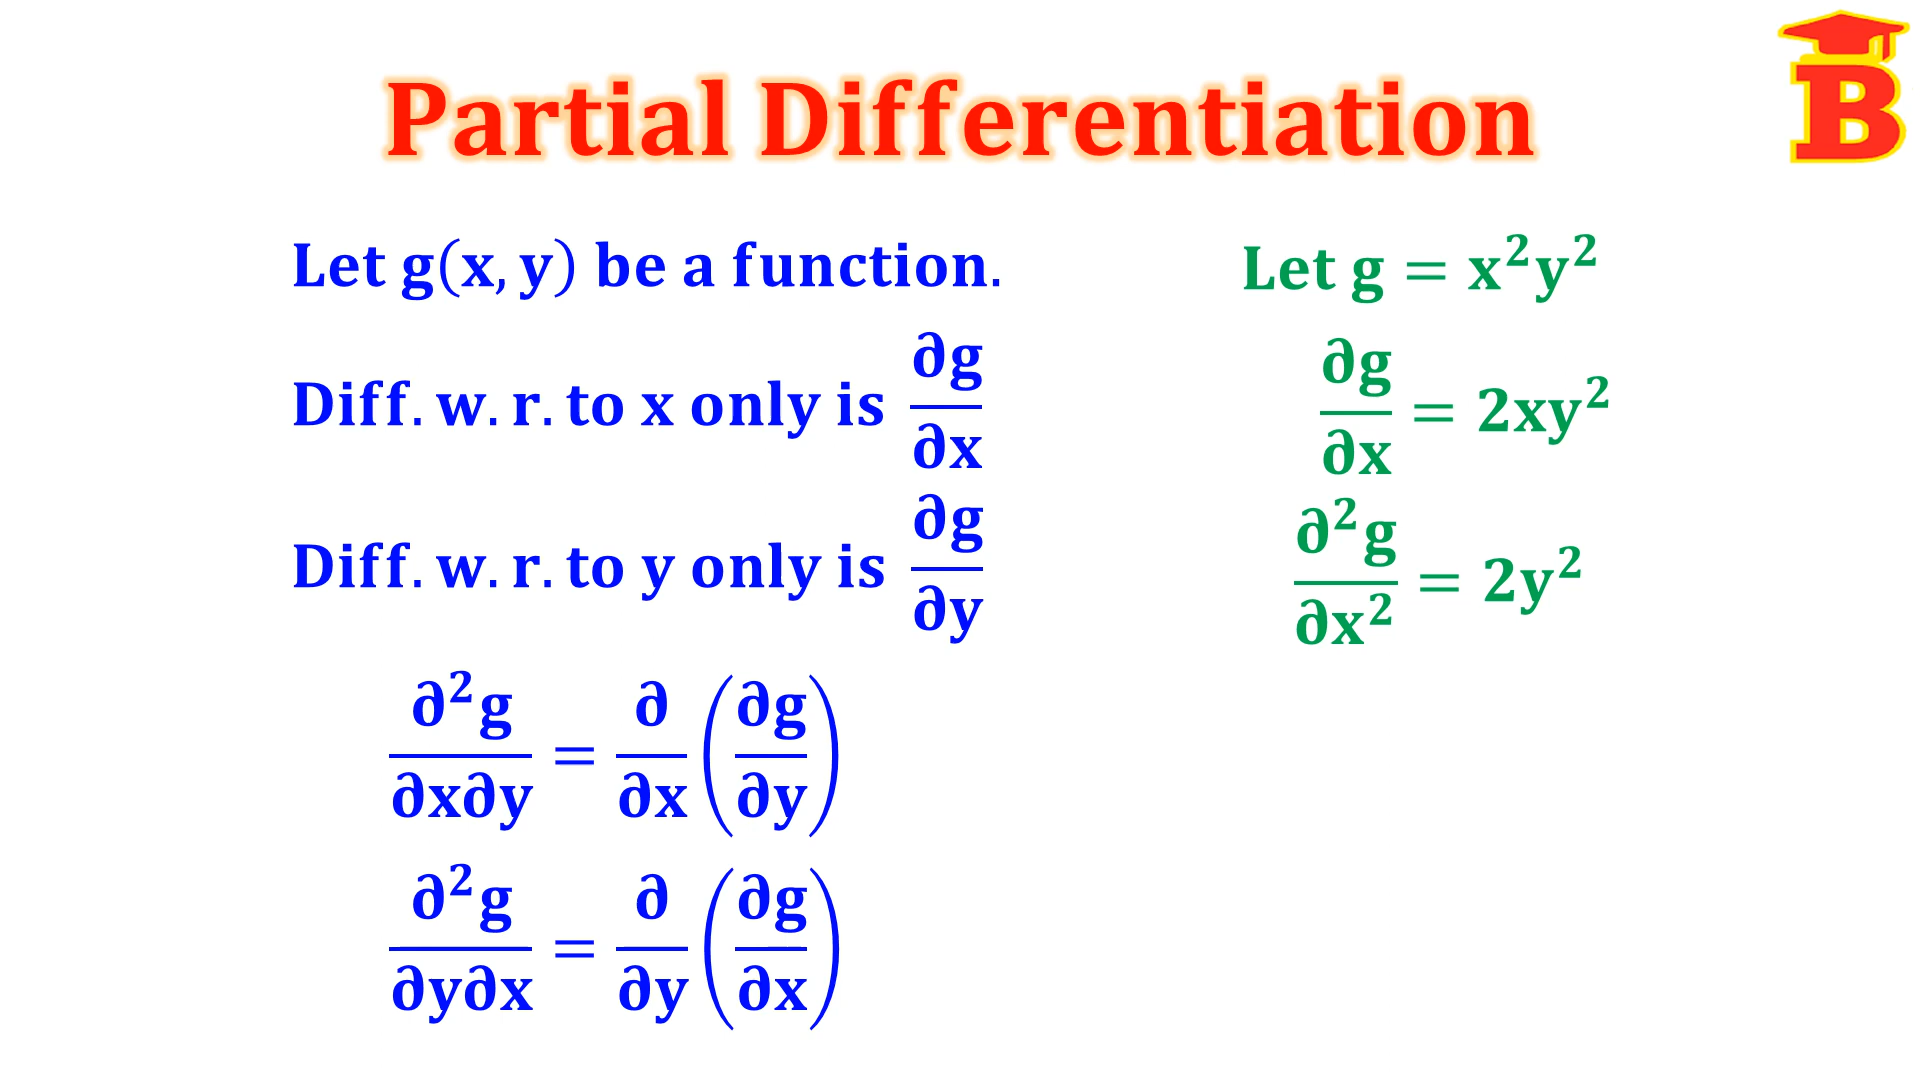 B
Partial Differentiation
Let g(x, y) be a function.
Diff. w. r. to x only is ∂g/∂x
Diff. w. r. to y only is ∂g/∂y
∂²g/∂x∂y = ∂/∂x (∂g/∂y)
∂²g/∂y∂x = ∂/∂y (∂g/∂x)
Let g = x²y²
∂g/∂x = 2xy²
∂²g/∂x² = 2y²